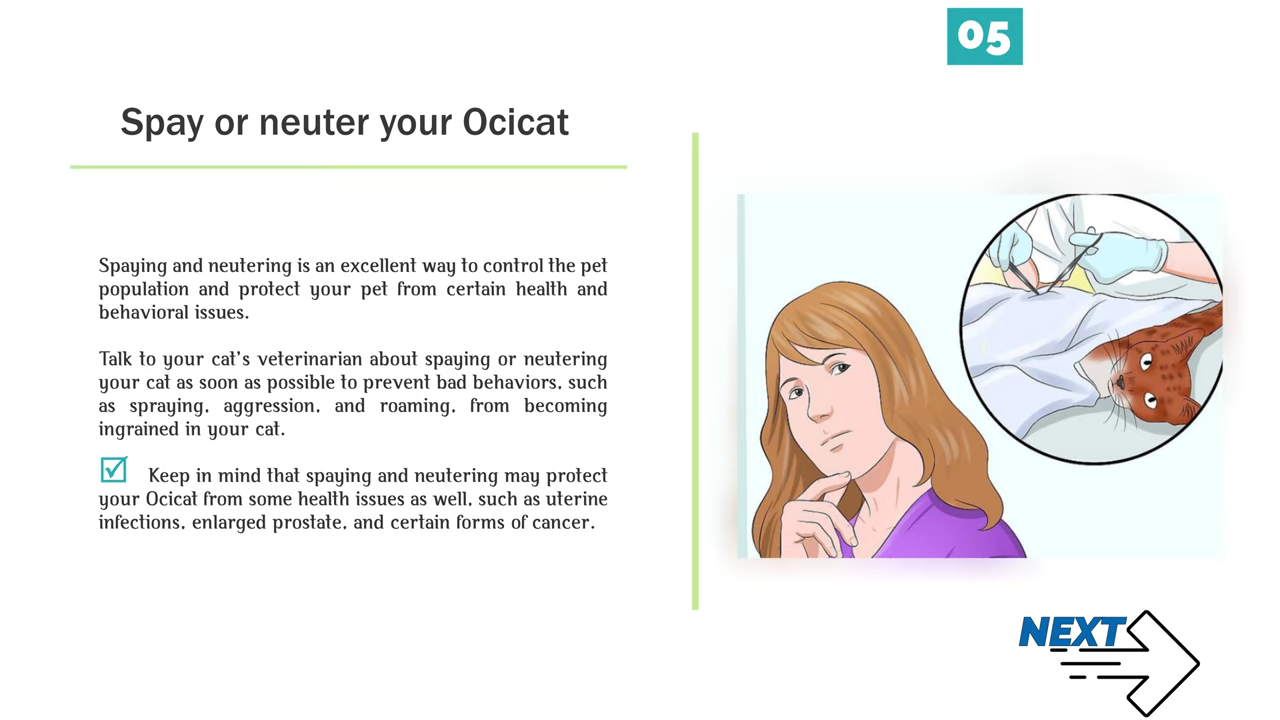 05
Spay or neuter your Ocicat
Spaying and neutering is an excellent way to control the pet
population and protect your pet from certain health and
behavioral issues.
Talk to your cat's veterinarian about spaying or neutering
your cat as soon as possible to prevent bad behaviors, such
as spraying, aggression, and roaming, from becoming
ingrained in your cat.
Keep in mind that spaying and neutering may protect
your Ocicat from some health issues as well, such as uterine
infections, enlarged prostate, and certain forms of cancer.
NEXT